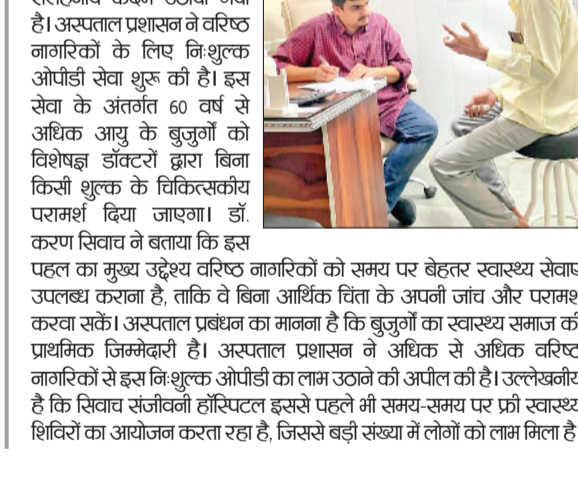 है। अस्पताल प्रशासन ने वरिष्ठ
नागरिकों के लिए निःशुल्क
ओपीडी सेवा शुरू की है। इस
सेवा के अंतर्गत 60 वर्ष से
अधिक आयु के बुजुर्गों को
विशेषज्ञ डॉक्टरों द्वारा बिना
किसी शुल्क के चिकित्सकीय
परामर्श दिया जाएगा। डॉ.
करण सिवाच ने बताया कि इस
पहल का मुख्य उद्देश्य वरिष्ठ नागरिकों को समय पर बेहतर स्वास्थ्य
उपलब्ध कराना है, ताकि वे बिना आर्थिक चिंता के अपनी जांच और
करवा सकें। अस्पताल प्रबंधन का मानना है कि बुजुर्गों का स्वास्थ्य समाज की
प्राथमिक जिम्मेदारी है। अस्पताल प्रशासन ने अधिक से अधिक
नागरिकों से इस निःशुल्क ओपीडी का लाभ उठाने की अपील की है। उल्लेखनीय
है कि सिवाच संजीवनी हॉस्पिटल इससे पहले भी समय-समय पर फ्री स्वास्थ्य
शिविरों का आयोजन करता रहा है, जिससे बड़ी संख्या में लोगों को लाभ मिला है